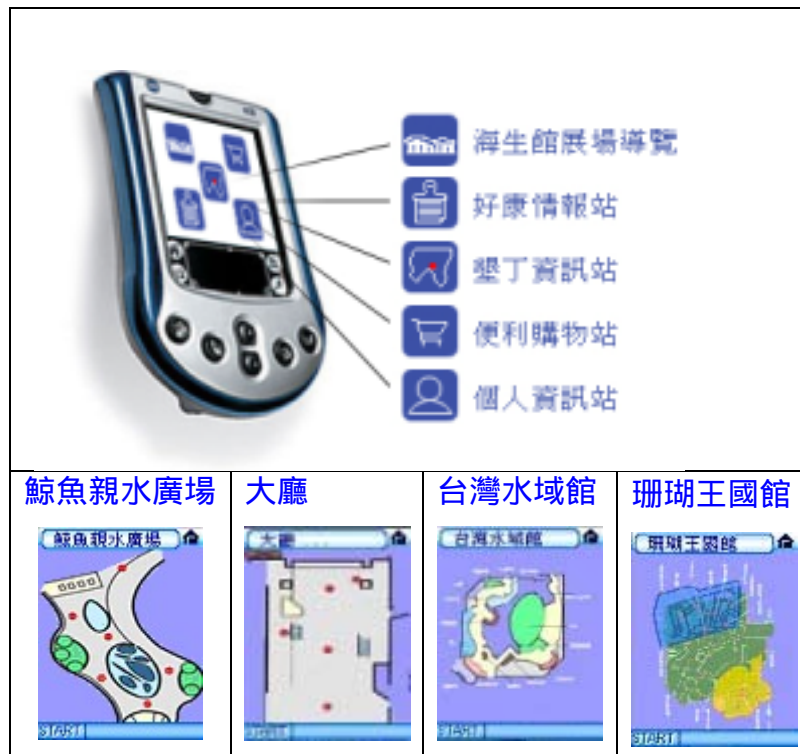 海生館展場導覽
好康情報站
墾丁資訊站
便利購物站
個人資訊站
鯨魚親水廣場
大廳
台灣水域館
珊瑚王國館
鯨魚親水廣場
大廳
台灣水域館
珊瑚王國館
START
START
START
START